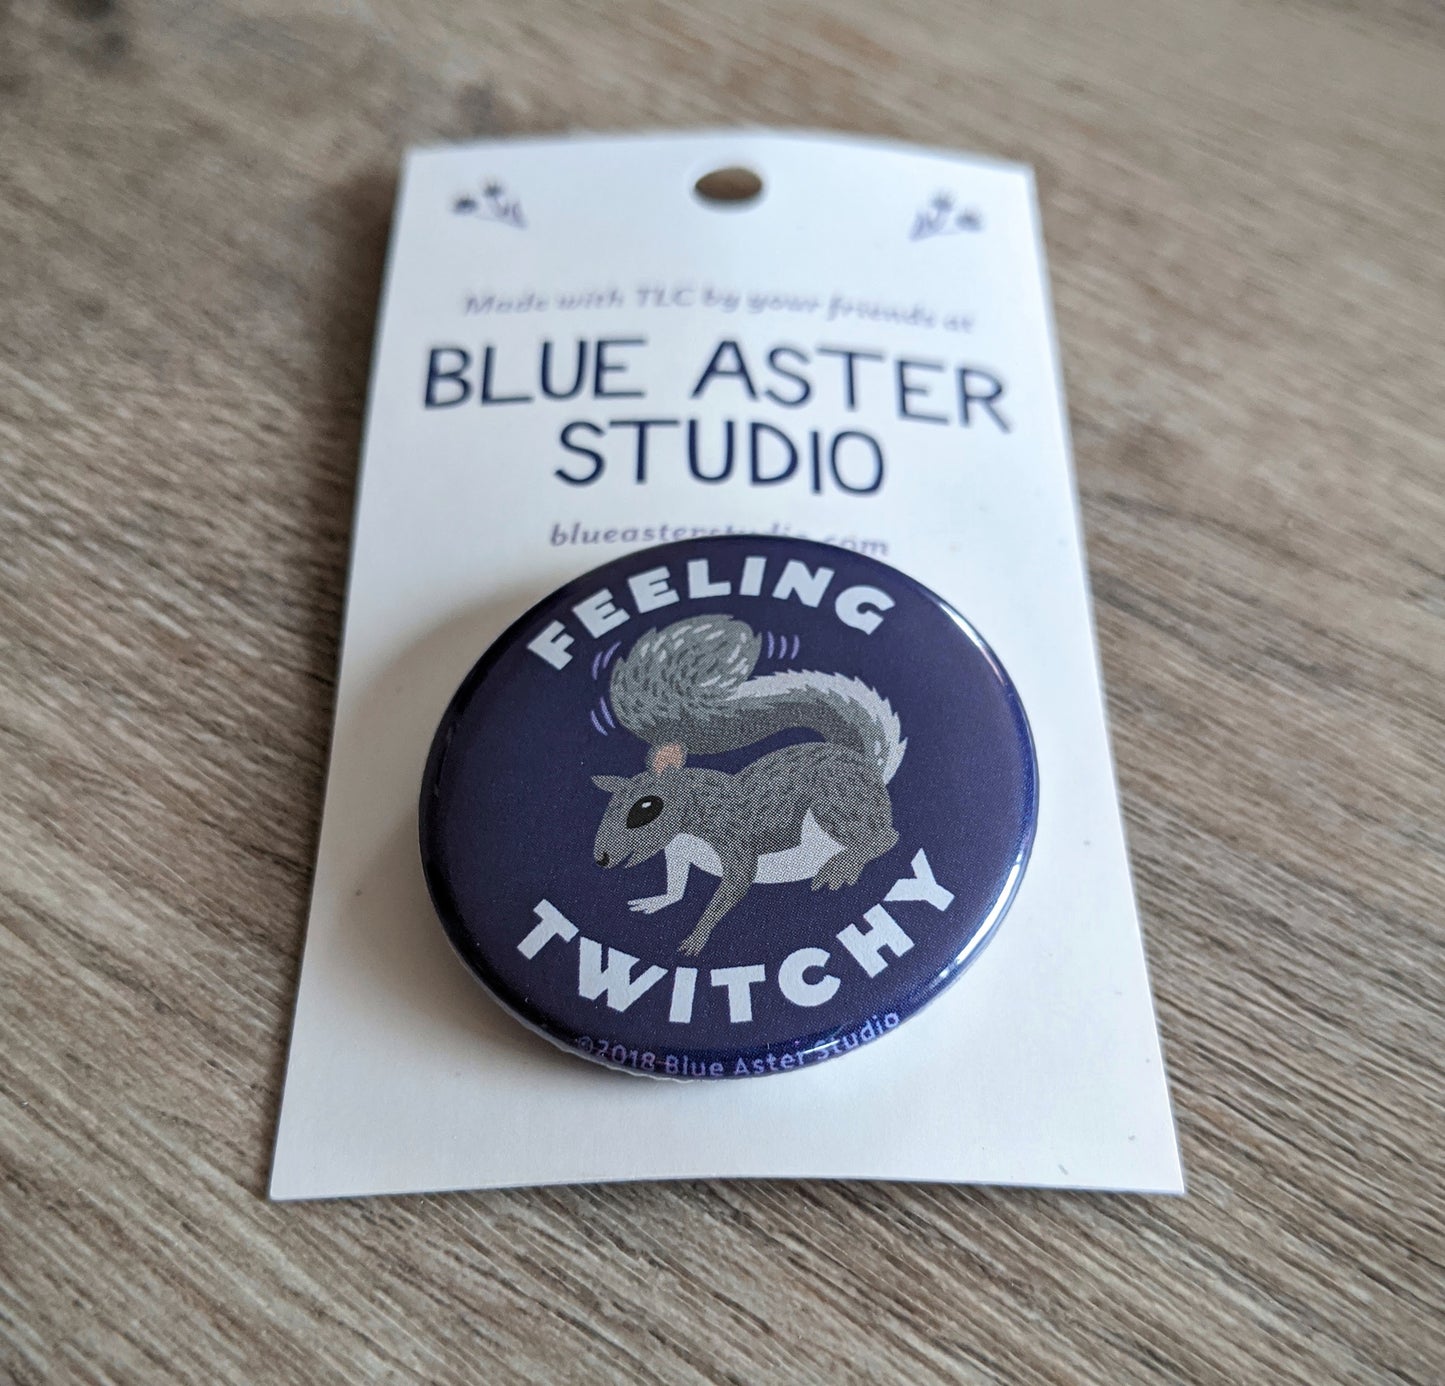 Made with TLC by your friends at
BLUE ASTER
STUDIO
blueasterstudio.com
FEELING
TWITCHY
©2018 Blue Aster Studio